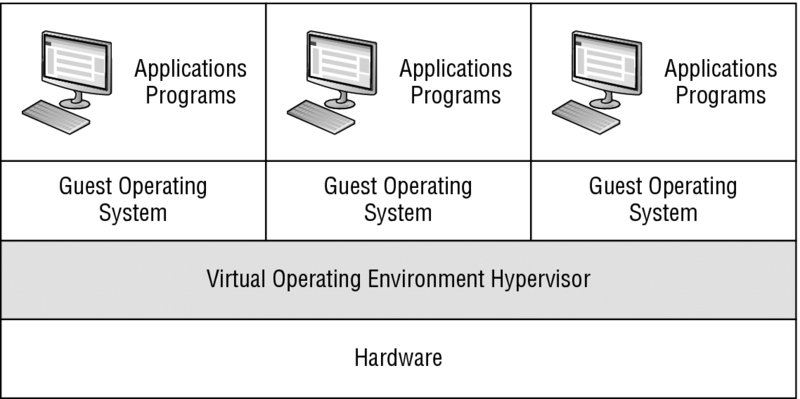 Applications
Programs
Applications
Programs
Applications
Programs
Guest Operating
System
Guest Operating
System
Guest Operating
System
Virtual Operating Environment Hypervisor
Hardware